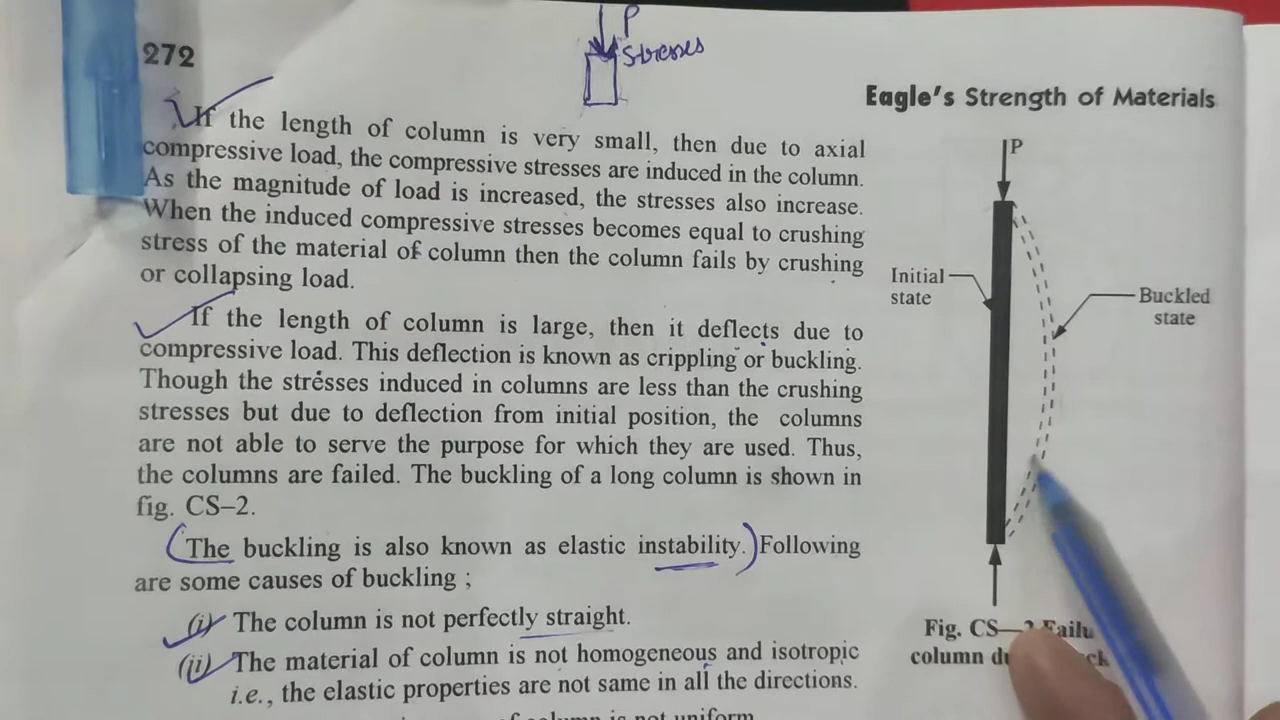 P
stresses
272
Eagle's Strength of Materials
If the length of column is very small, then due to axial
compressive load, the compressive stresses are induced in the column.
As the magnitude of load is increased, the stresses also increase.
When the induced compressive stresses becomes equal to crushing
stress of the material of column then the column fails by crushing
or collapsing load.
If the length of column is large, then it deflects due to
compressive load. This deflection is known as crippling or buckling.
Though the stresses induced in columns are less than the crushing
stresses but due to deflection from initial position, the columns
are not able to serve the purpose for which they are used. Thus,
the columns are failed. The buckling of a long column is shown in
fig. CS–2.
The buckling is also known as elastic instability. Following
are some causes of buckling ;
(i) The column is not perfectly straight.
(ii) The material of column is not homogeneous and isotropic
i.e., the elastic properties are not same in all the directions.
of column is not uniform
P
Initial
state
Buckled
state
Fig. CS—
column